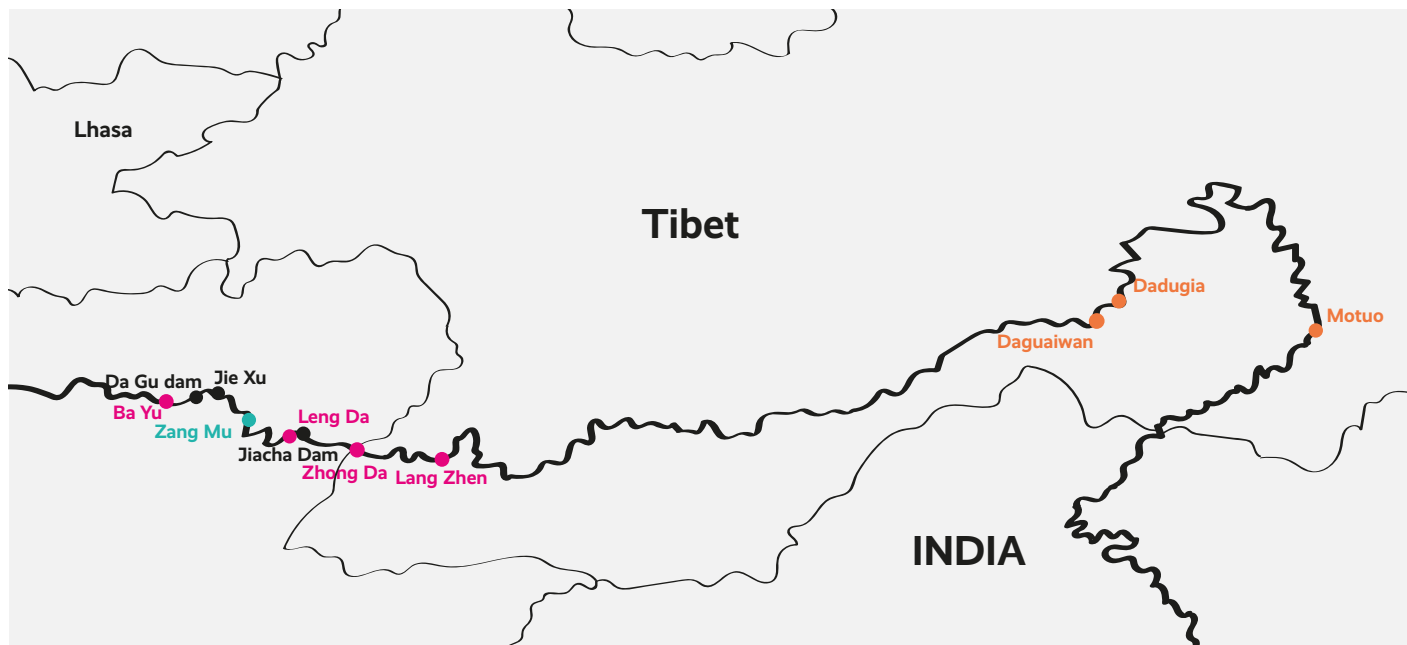 Lhasa
Tibet
Dadugia
Motuo
Daguaiwan
Da Gu dam
Jie Xu
Ba Yu
Leng Da
Zang Mu
Jiacha Dam
Zhong Da
Lang Zhen
INDIA